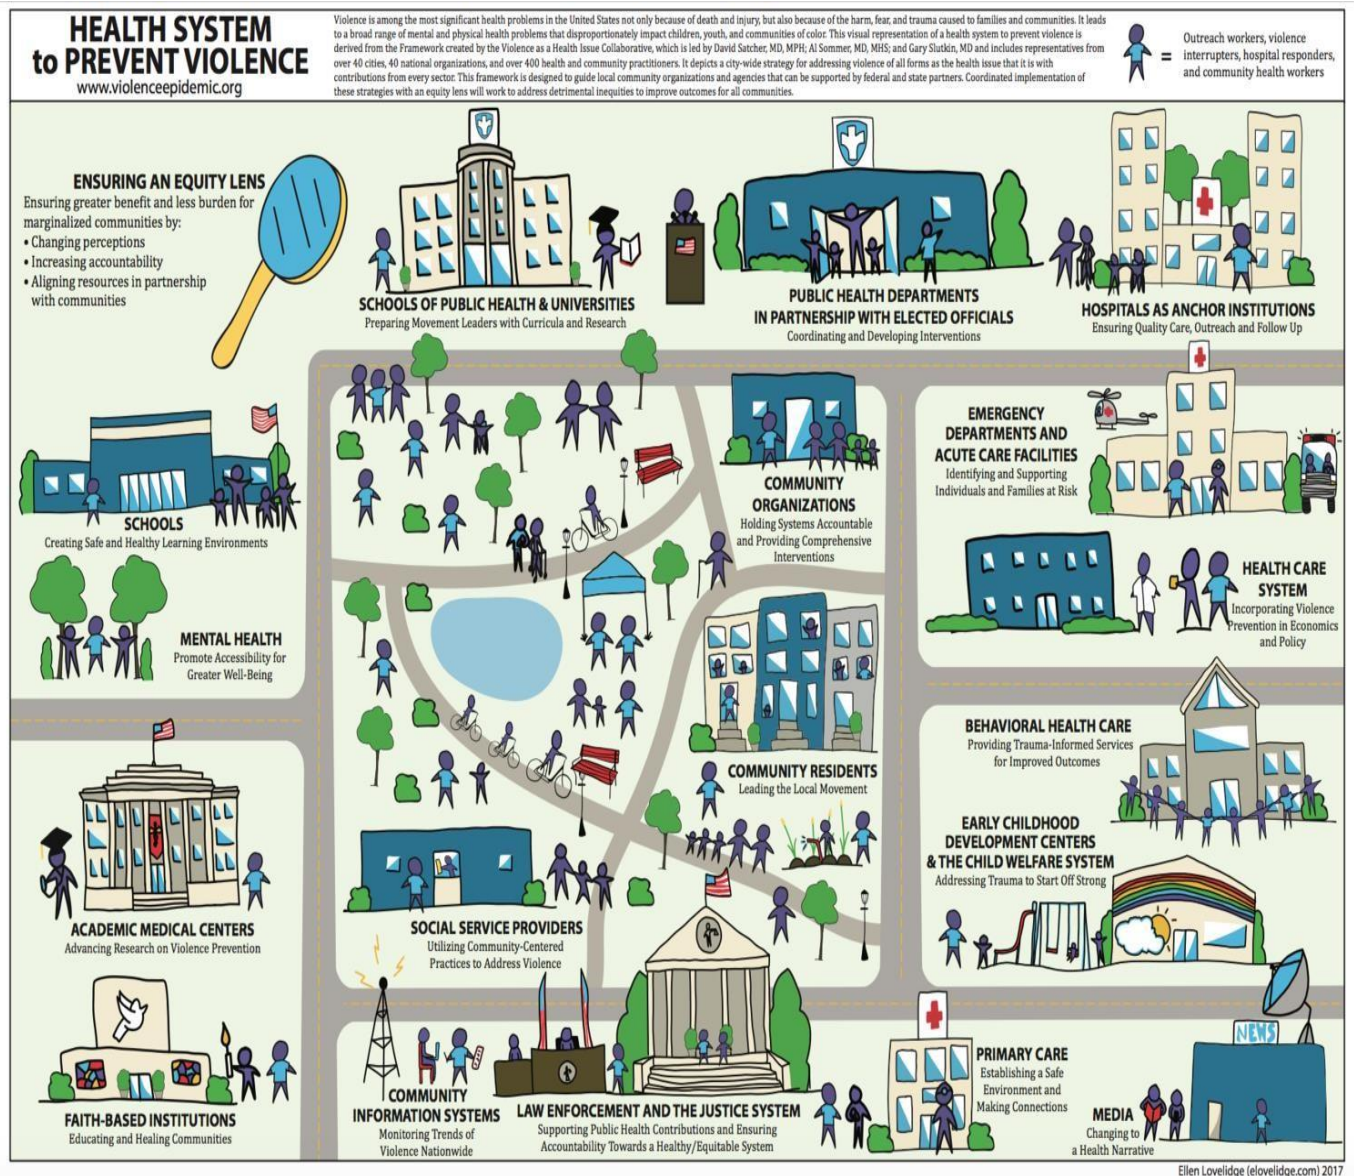 HEALTH SYSTEM
to PREVENT VIOLENCE
www.violenceepidemic.org
Violence is among the most significant health problems in the United States not only because of death and injury, but also because of the harm, fear, and trauma caused to families and communities. It leads
to a broad range of mental and physical health problems that disproportionately impact children, youth, and communities of color. This visual representation of a health system to prevent violence is
derived from the Framework created by the Violence as a Health Issue Collaborative, which is led by David Satcher, MD, MPH; Al Sommer, MD, MHS; and Gary Slutkin, MD and includes representatives from
over 40 cities, 40 national organizations, and over 400 health and community practitioners. It depicts a city-wide strategy for addressing violence of all forms as the health issue that it is with
contributions from every sector. This framework is designed to guide local community organizations and agencies that can be supported by federal and state partners. Coordinated implementation of
these strategies with an equity lens will work to address detrimental inequities to improve outcomes for all communities.
=
Outreach workers, violence
interrupters, hospital responders,
and community health workers
ENSURING AN EQUITY LENS
Ensuring greater benefit and less burden for
marginalized communities by:
• Changing perceptions
• Increasing accountability
• Aligning resources in partnership
with communities
SCHOOLS OF PUBLIC HEALTH & UNIVERSITIES
Preparing Movement Leaders with Curricula and Research
PUBLIC HEALTH DEPARTMENTS
IN PARTNERSHIP WITH ELECTED OFFICIALS
Coordinating and Developing Interventions
HOSPITALS AS ANCHOR INSTITUTIONS
Ensuring Quality Care, Outreach and Follow Up
SCHOOLS
Creating Safe and Healthy Learning Environments
COMMUNITY
ORGANIZATIONS
Holding Systems Accountable
and Providing Comprehensive
Interventions
EMERGENCY
DEPARTMENTS AND
ACUTE CARE FACILITIES
Identifying and Supporting
Individuals and Families at Risk
HEALTH CARE
SYSTEM
Incorporating Violence
Prevention in Economics
and Policy
MENTAL HEALTH
Promote Accessibility for
Greater Well-Being
BEHAVIORAL HEALTH CARE
Providing Trauma-Informed Services
for Improved Outcomes
COMMUNITY RESIDENTS
Leading the Local Movement
EARLY CHILDHOOD
DEVELOPMENT CENTERS
& THE CHILD WELFARE SYSTEM
Addressing Trauma to Start Off Strong
ACADEMIC MEDICAL CENTERS
Advancing Research on Violence Prevention
SOCIAL SERVICE PROVIDERS
Utilizing Community-Centered
Practices to Address Violence
FAITH-BASED INSTITUTIONS
Educating and Healing Communities
COMMUNITY
INFORMATION SYSTEMS
Monitoring Trends of
Violence Nationwide
LAW ENFORCEMENT AND THE JUSTICE SYSTEM
Supporting Public Health Contributions and Ensuring
Accountability Towards a Healthy/Equitable System
PRIMARY CARE
Establishing a Safe
Environment and
Making Connections
NEWS
MEDIA
Changing to
a Health Narrative
Ellen Lovelidge (elovelidge.com) 2017